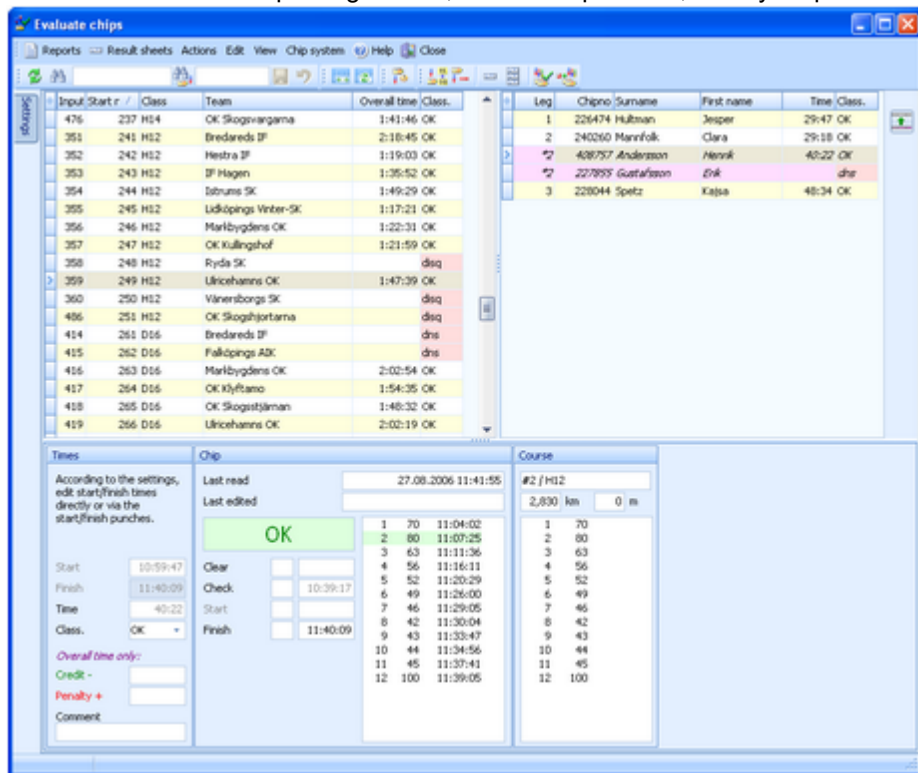 Evaluate chips
Reports Result sheets Actions Edit View Chip system Help Close
Settings
Input Start r / Class Team Overall time Class.
476 237 H14 OK Skogsvargarna 1:41:46 OK
351 241 H12 Bredareds IF 2:18:45 OK
352 242 H12 Hestra IF 1:19:03 OK
353 243 H12 IF Hagen 1:35:52 OK
354 244 H12 Istrums SK 1:49:29 OK
355 245 H12 Lidköpings Vinter-SK 1:17:21 OK
356 246 H12 Markbygdens OK 1:22:31 OK
357 247 H12 OK Kullingshof 1:21:59 OK
358 248 H12 Ryda SK disq
359 249 H12 Ulricehamns OK 1:47:39 OK
360 250 H12 Vänersborgs SK disq
486 251 H12 OK Skogshjortarna disq
414 261 D16 Bredareds IF dns
415 262 D16 Falköpings AIK dns
416 263 D16 Markbygdens OK 2:02:54 OK
417 264 D16 OK Klyftamo 1:54:35 OK
418 265 D16 OK Skogsstjärnan 1:48:32 OK
419 266 D16 Ulricehamns OK 2:02:19 OK
Leg Chipno Surname First name Time Class.
1 226474 Hultman Jesper 29:47 OK
2 240260 Mannfolk Clara 29:18 OK
*2 408757 Andersson Henrik 40:22 OK
*2 227855 Gustafsson Erik dns
3 228044 Spetz Kajsa 48:34 OK
Times
According to the settings,
edit start/finish times
directly or via the
start/finish punches.
Start 10:59:47
Finish 11:40:09
Time 40:22
Class. OK
Overall time only:
Credit -
Penalty +
Comment
Chip
Last read 27.08.2006 11:41:55
Last edited
OK
Clear
Check 10:39:17
Start
Finish 11:40:09
1 70 11:04:02
2 80 11:07:25
3 63 11:11:36
4 56 11:16:11
5 52 11:20:29
6 49 11:26:00
7 46 11:29:05
8 42 11:30:04
9 43 11:33:47
10 44 11:34:56
11 45 11:37:41
12 100 11:39:05
Course
#2 / H12
2,830 km 0 m
1 70
2 80
3 63
4 56
5 52
6 49
7 46
8 42
9 43
10 44
11 45
12 100